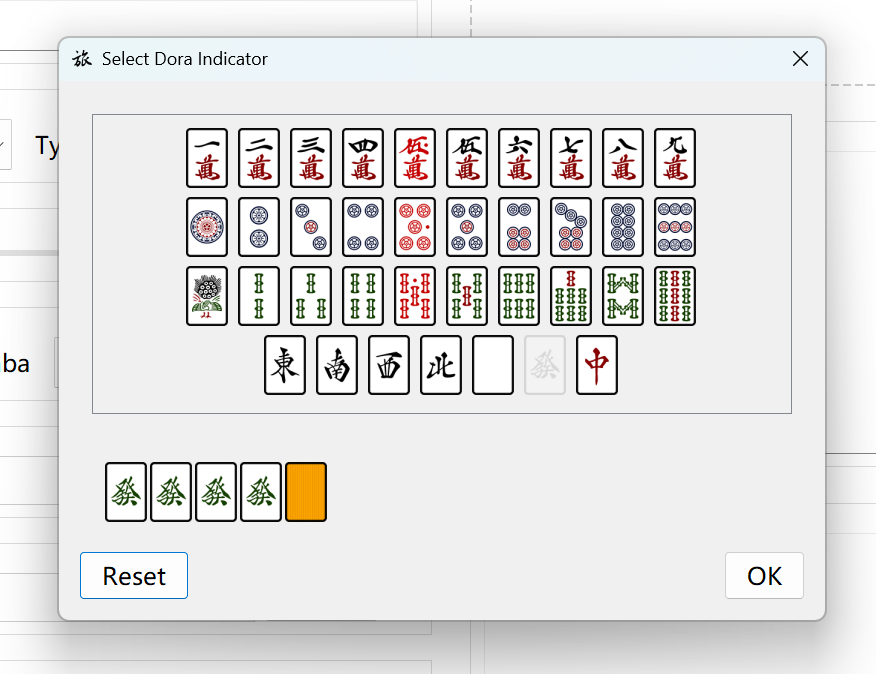 Ty
旅 Select Dora Indicator
一萬 二萬 三萬 四萬 伍萬 伍萬 六萬 七萬 八萬 九萬
東 南 西 北 發 中
ba
發 發 發 發
Reset
OK